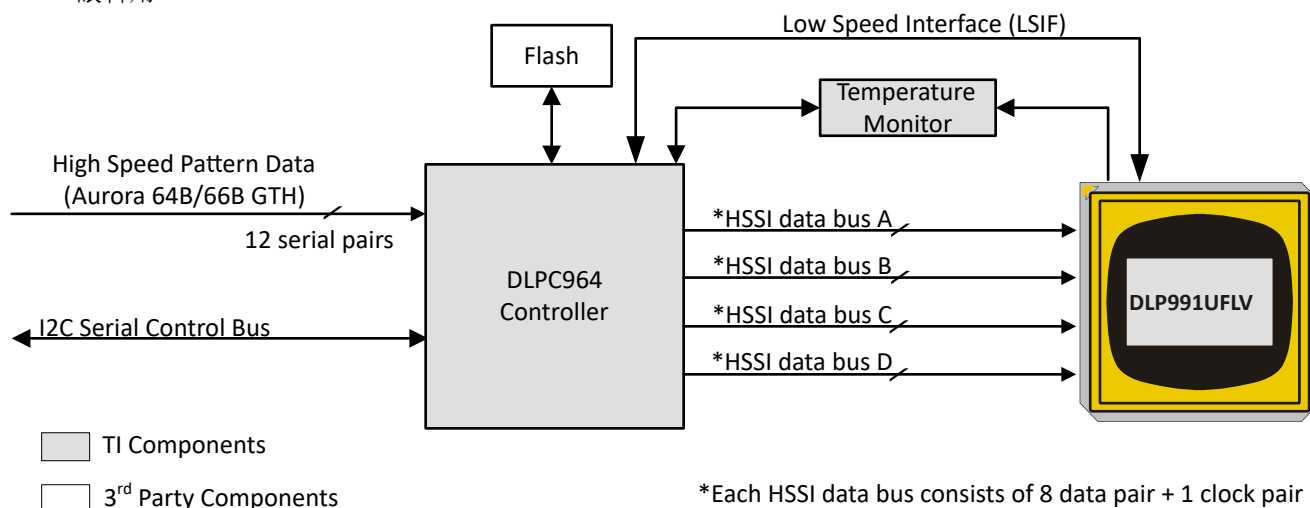 Low Speed Interface (LSIF)
Flash
Temperature
Monitor
High Speed Pattern Data
(Aurora 64B/66B GTH)
12 serial pairs
*HSSI data bus A
*HSSI data bus B
DLPC964
Controller
DLP991UFLV
*HSSI data bus C
I2C Serial Control Bus
*HSSI data bus D
TI Components
3rd Party Components
*Each HSSI data bus consists of 8 data pair + 1 clock pair